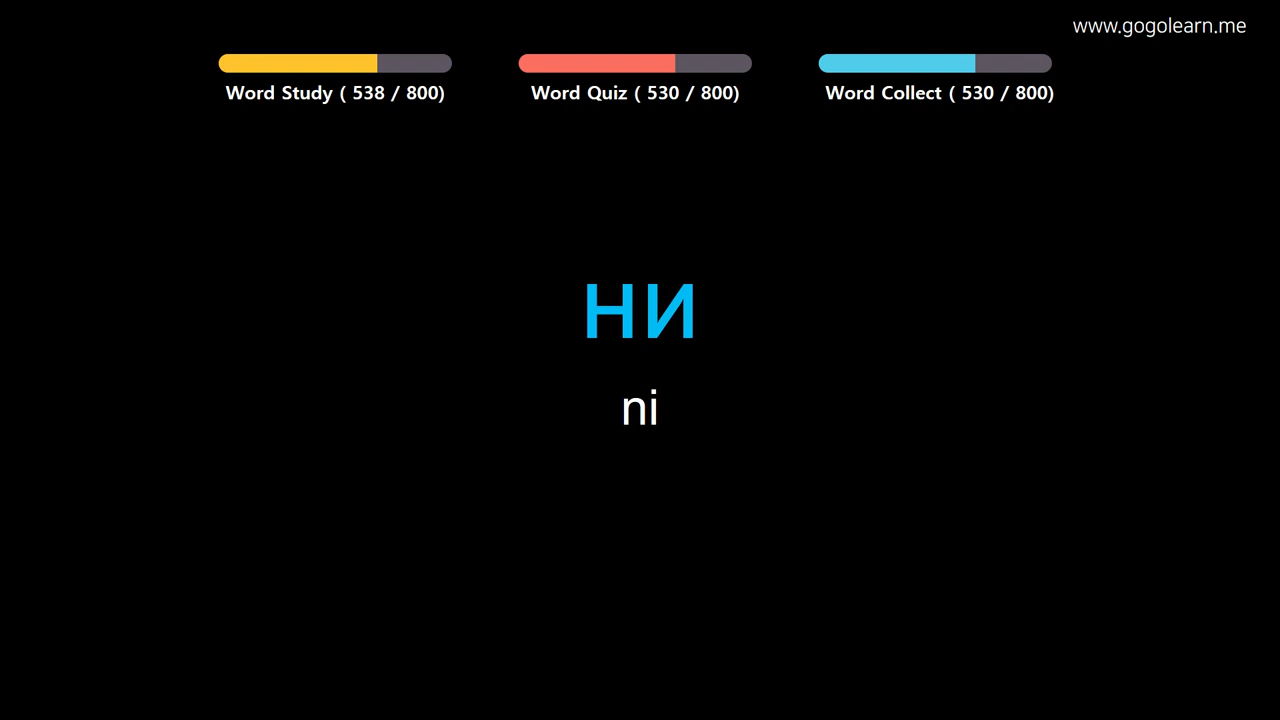 www.gogolearn.me
Word Study ( 538 / 800)
Word Quiz ( 530 / 800)
Word Collect ( 530 / 800)
ни
ni